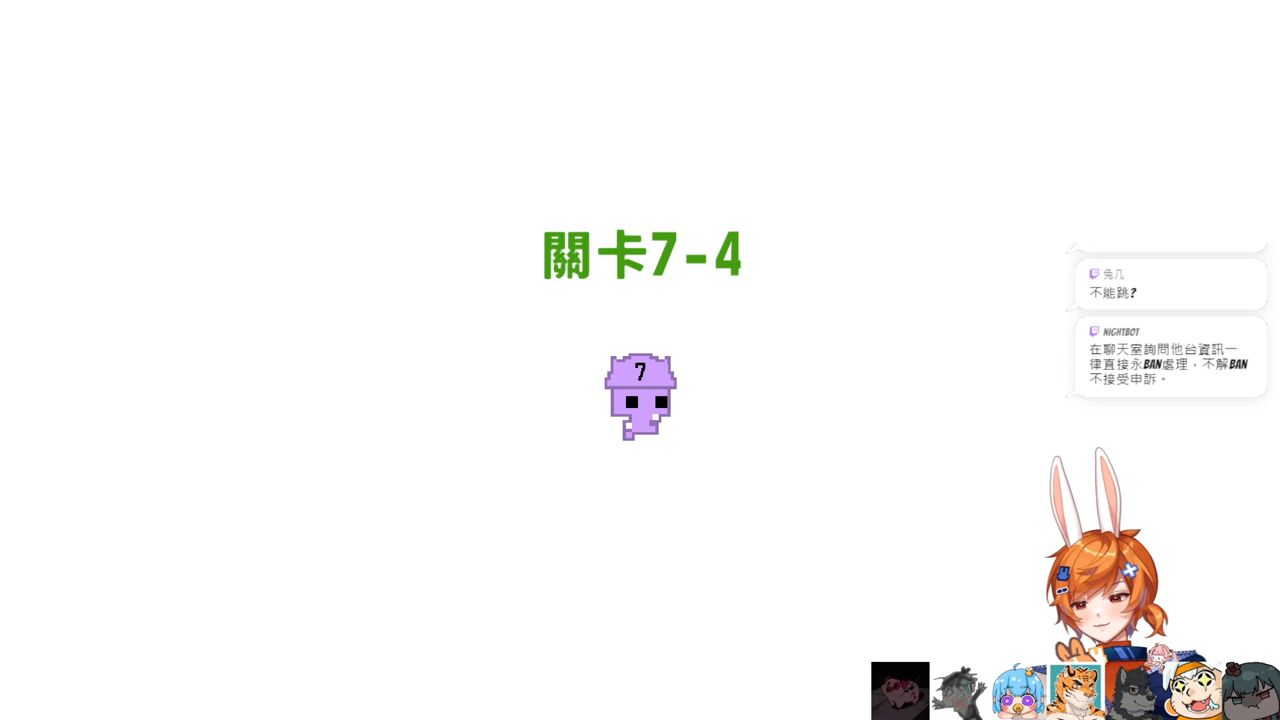 關卡7-4
7
兔几
不能跳?
NIGHTBOT
在聊天室詢問他台資訊一
律直接永BAN處理，不解BAN
不接受申訴。